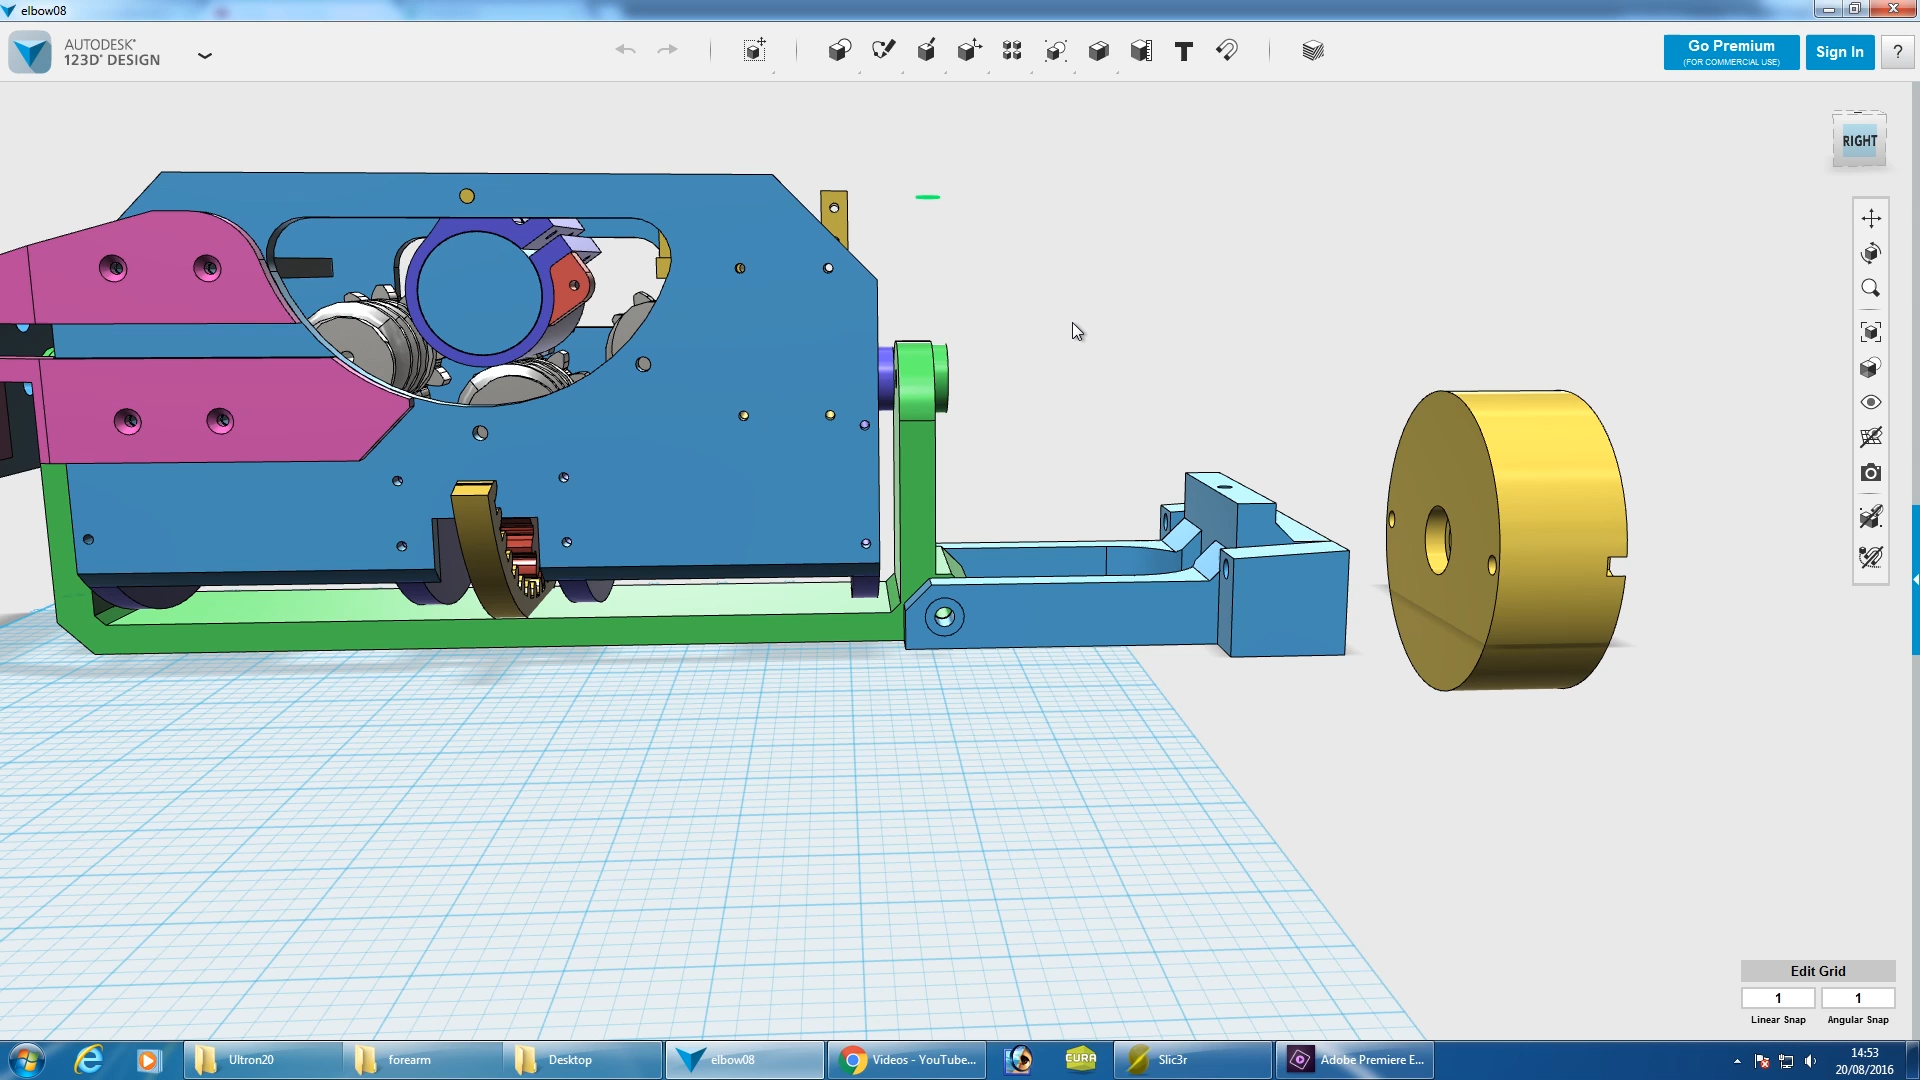 elbow08
AUTODESK®
123D® DESIGN
Go Premium
(FOR COMMERCIAL USE)
Sign In
?
RIGHT
Edit Grid
1
1
Linear Snap
Angular Snap
Ultron20
forearm
Desktop
elbow08
Videos - YouTube...
CURA
Slic3r
Adobe Premiere E...
14:53
20/08/2016